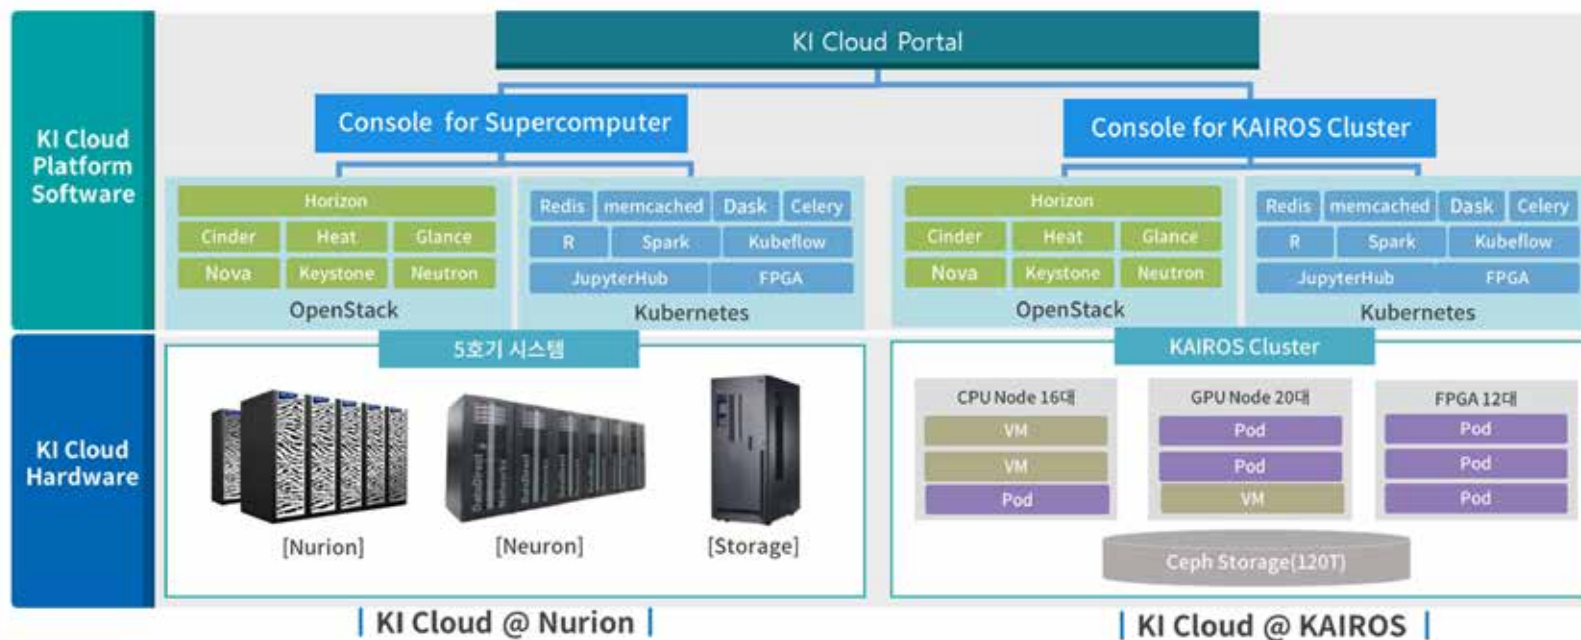 KI Cloud Portal
KI Cloud
Platform
Software
Console for Supercomputer
Console for KAIROS Cluster
Horizon
Cinder Heat Glance
Nova Keystone Neutron
OpenStack
Redis memcached Dask Celery
R Spark Kubeflow
JupyterHub FPGA
Kubernetes
Horizon
Cinder Heat Glance
Nova Keystone Neutron
OpenStack
Redis memcached Dask Celery
R Spark Kubeflow
JupyterHub FPGA
Kubernetes
KI Cloud
Hardware
5호기 시스템
DataDirect
Networks
[Nurion] [Neuron] [Storage]
KAIROS Cluster
CPU Node 16대
VM
VM
Pod
GPU Node 20대
Pod
Pod
VM
FPGA 12대
Pod
Pod
Pod
Ceph Storage(120T)
| KI Cloud @ Nurion |
| KI Cloud @ KAIROS |